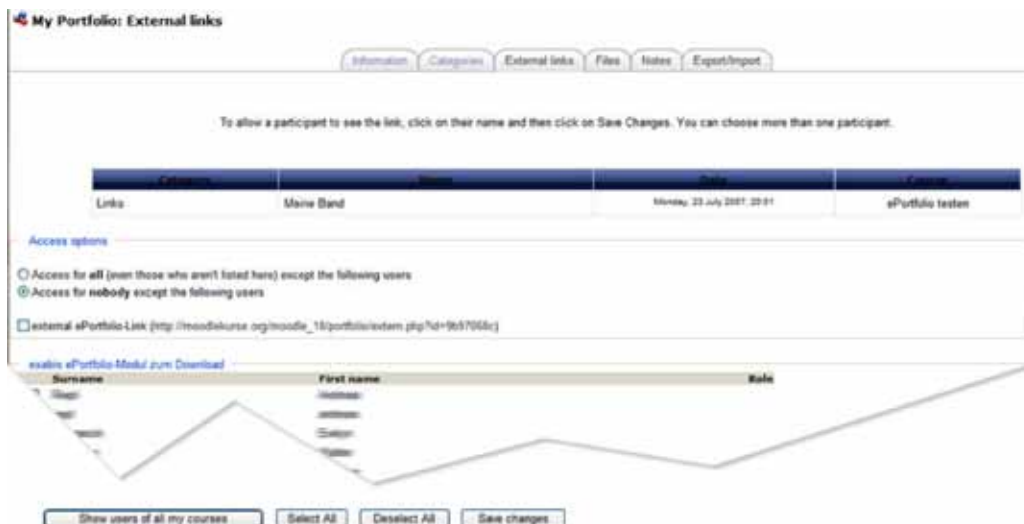 My Portfolio: External links
Information Categories External links Files Notes Export/Import
To allow a participant to see the link, click on their name and then click on Save Changes. You can choose more than one participant.
Category Name Date Course
Links Meine Band Monday, 23 July 2007, 20:01 ePortfolio testen
Access options
Access for all (even those who aren't listed here) except the following users
Access for nobody except the following users
external ePortfolio-Link (http://moodlekurse.org/moodle_18/portfolio/extern.php?id=
exabis ePortfolio-Modul zum Download
Surname First name Role
Show users of all my courses Select All Deselect All Save changes